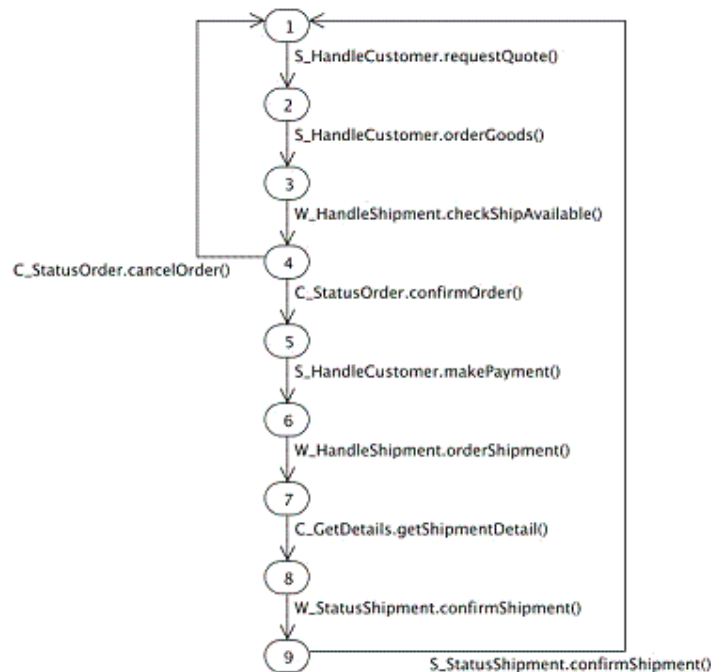 1
S_HandleCustomer.requestQuote()
2
S_HandleCustomer.orderGoods()
3
W_HandleShipment.checkShipAvailable()
4
C_StatusOrder.cancelOrder()
C_StatusOrder.confirmOrder()
5
S_HandleCustomer.makePayment()
6
W_HandleShipment.orderShipment()
7
C_GetDetails.getShipmentDetail()
8
W_StatusShipment.confirmShipment()
9
S_StatusShipment.confirmShipment()